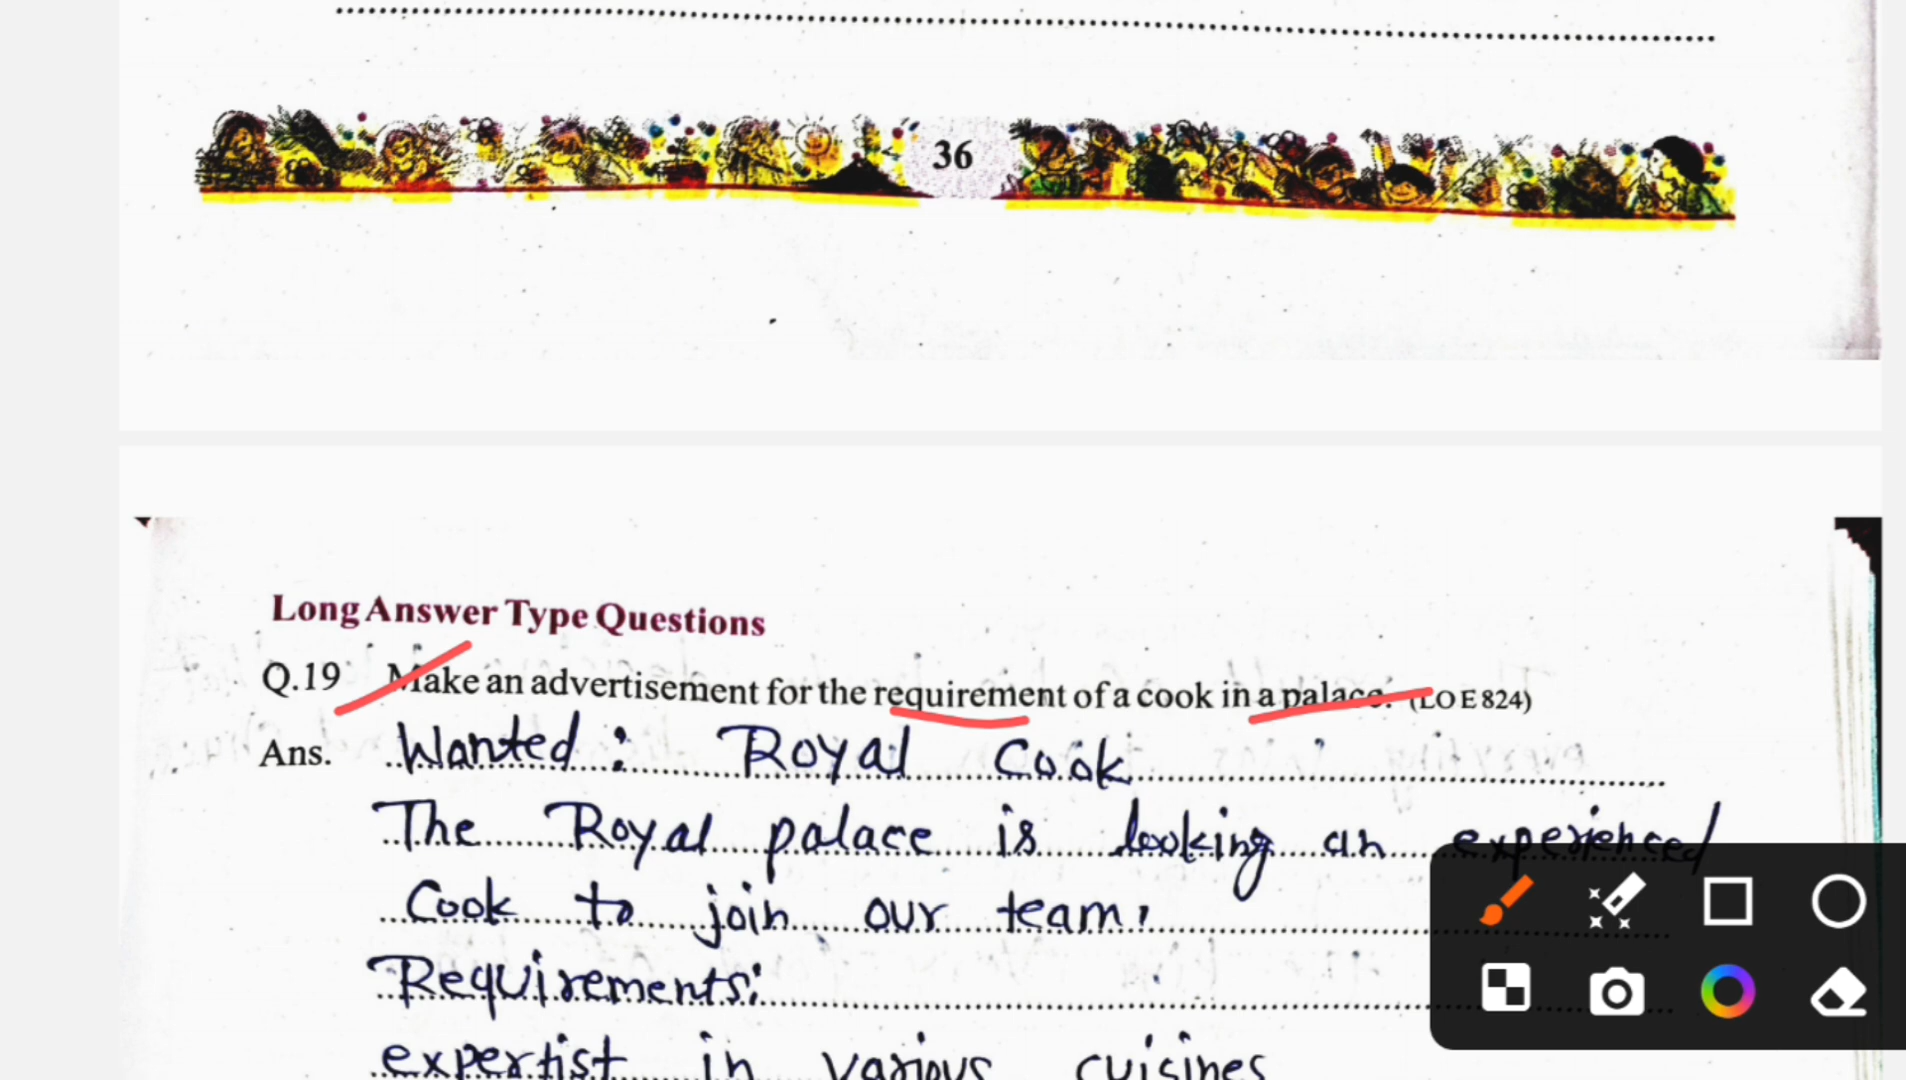 36
Long Answer Type Questions
Q.19 Make an advertisement for the requirement of a cook in a palace. (LO E 824)
Ans. Wanted : Royal Cook
The Royal palace is looking an experienced
Cook to join our team,
Requirements:
expertist in various cuisines